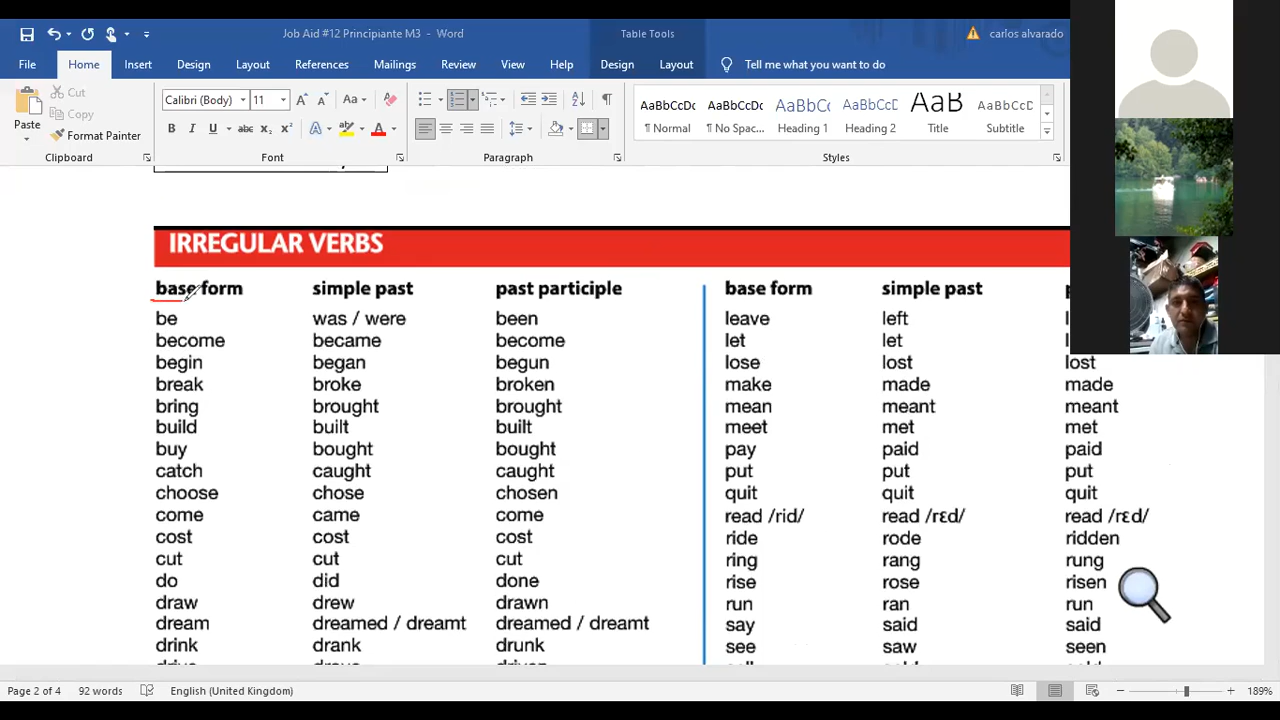 Job Aid #12 Principiante M3 - Word
Table Tools
carlos alvarado
File Home Insert Design Layout References Mailings Review View Help Design Layout Tell me what you want to do
Paste
Cut
Copy
Format Painter
Clipboard
Calibri (Body) 11
Font
Paragraph
AaBbCcDc AaBbCcDc AaBbCc AaBbCcD AaB AaBbCcD
¶ Normal ¶ No Spac... Heading 1 Heading 2 Title Subtitle
Styles
IRREGULAR VERBS
base form simple past past participle base form simple past
be was / were been leave left
become became become let let
begin began begun lose lost lost
break broke broken make made made
bring brought brought mean meant meant
build built built meet met met
buy bought bought pay paid paid
catch caught caught put put put
choose chose chosen quit quit quit
come came come read /rid/ read /rɛd/ read /rɛd/
cost cost cost ride rode ridden
cut cut cut ring rang rung
do did done rise rose risen
draw drew drawn run ran run
dream dreamed / dreamt dreamed / dreamt say said said
drink drank drunk see saw seen
Page 2 of 4 92 words English (United Kingdom) 189%